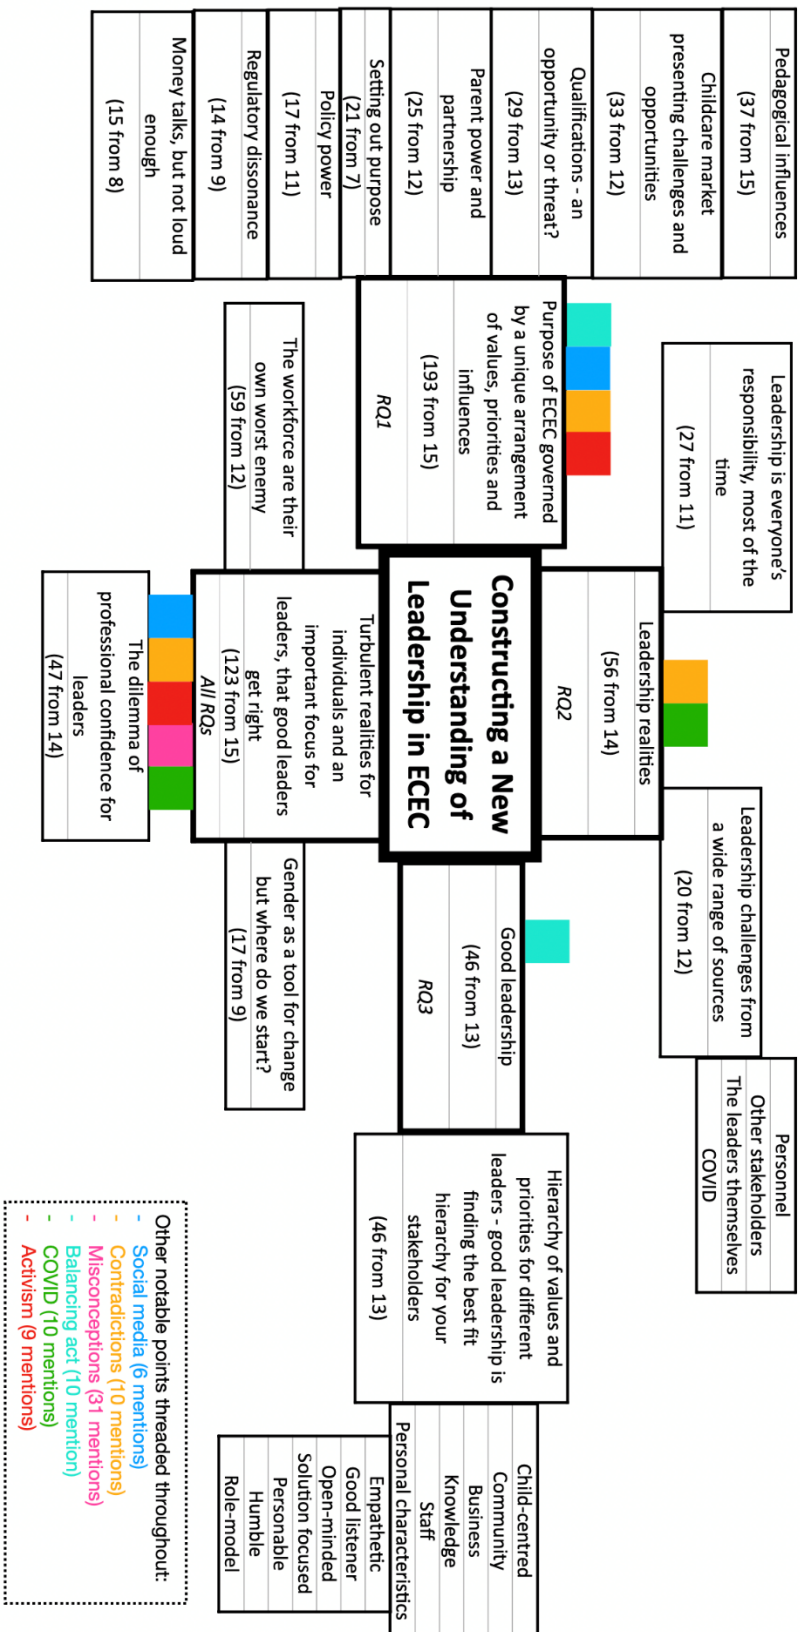 Pedagogical influences
(37 from 15)
Childcare market
presenting challenges and
opportunities
(33 from 12)
Qualifications - an
opportunity or threat?
(29 from 13)
Parent power and
partnership
(25 from 12)
Setting out purpose
(21 from 7)
Policy power
(17 from 11)
Regulatory dissonance
(14 from 9)
Money talks, but not loud
enough
(15 from 8)
Purpose of ECEC governed
by a unique arrangement
of values, priorities and
influences
(193 from 15)
RQ1
Leadership is everyone's
responsibility, most of the
time
(27 from 11)
Leadership realities
(56 from 14)
RQ2
Leadership challenges from
a wide range of sources
(20 from 12)
Personnel
Other stakeholders
The leaders themselves
COVID
Constructing a New
Understanding of
Leadership in ECEC
Good leadership
(46 from 13)
RQ3
Hierarchy of values and
priorities for different
leaders - good leadership is
finding the best fit
hierarchy for your
stakeholders
(46 from 13)
Child-centred
Community
Business
Knowledge
Staff
Personal characteristics
Empathetic
Good listener
Open-minded
Solution focused
Personable
Humble
Role-model
The workforce are their
own worst enemy
(59 from 12)
Turbulent realities for
individuals and an
important focus for
leaders, that good leaders
get right
(123 from 15)
All RQs
Gender as a tool for change
but where do we start?
(17 from 9)
The dilemma of
professional confidence for
leaders
(47 from 14)
Other notable points threaded throughout:
- Social media (6 mentions)
- Contradictions (10 mentions)
- Misconceptions (31 mentions)
- Balancing act (10 mention)
- COVID (10 mentions)
- Activism (9 mentions)